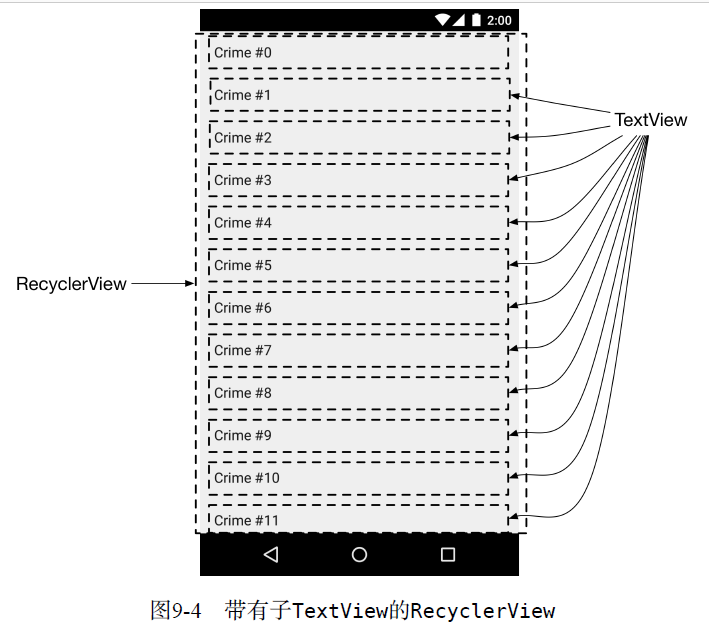 2:00
Crime #0
Crime #1
TextView
Crime #2
Crime #3
Crime #4
Crime #5
RecyclerView
Crime #6
Crime #7
Crime #8
Crime #9
Crime #10
Crime #11
图9-4 带有子TextView的RecyclerView